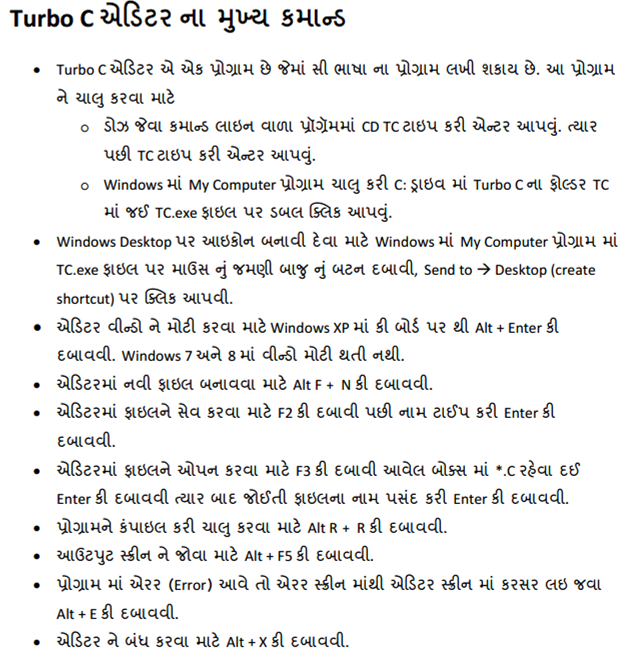 Turbo C એડિટર ના મુખ્ય કમાન્ડ
• Turbo C એડિટર એ એક પ્રોગ્રામ છે જેમાં સી ભાષા ના પ્રોગ્રામ લખી શકાય છે. આ પ્રોગ્રામ
ને ચાલુ કરવા માટે
o ડોઝ જેવા કમાન્ડ લાઇન વાળા પ્રૉગ્રૅમમાં CD TC ટાઇપ કરી એન્ટર આપવું. ત્યાર
પછી TC ટાઇપ કરી એન્ટર આપવું.
o Windows માં My Computer પ્રોગ્રામ ચાલુ કરી C: ડ્રાઇવ માં Turbo C ના ફોલ્ડર TC
માં જઈ TC.exe ફાઇલ પર ડબલ ક્લિક આપવું.
• Windows Desktop પર આઇકોન બનાવી દેવા માટે Windows માં My Computer પ્રોગ્રામ માં
TC.exe ફાઇલ પર માઉસ નું જમણી બાજુ નું બટન દબાવી, Send to → Desktop (create
shortcut) પર ક્લિક આપવી.
• એડિટર વીન્ડો ને મોટી કરવા માટે Windows XP માં કી બોર્ડ પર થી Alt + Enter કી
દબાવવી. Windows 7 અને 8 માં વીન્ડો મોટી થતી નથી.
• એડિટરમાં નવી ફાઇલ બનાવવા માટે Alt F + N કી દબાવવી.
• એડિટરમાં ફાઇલને સેવ કરવા માટે F2 કી દબાવી પછી નામ ટાઈપ કરી Enter કી
દબાવવી.
• એડિટરમાં ફાઇલને ઓપન કરવા માટે F3 કી દબાવી આવેલ બોક્સ માં *.C રહેવા દઈ
Enter કી દબાવવી ત્યાર બાદ જોઈતી ફાઇલના નામ પસંદ કરી Enter કી દબાવવી.
• પ્રોગ્રામને કંપાઇલ કરી ચાલુ કરવા માટે Alt R + R કી દબાવવી.
• આઉટપુટ સ્ક્રીન ને જોવા માટે Alt + F5 કી દબાવવી.
• પ્રોગ્રામ માં એરર (Error) આવે તો એરર સ્ક્રીન માંથી એડિટર સ્ક્રીન માં કરસર લઇ જવા
Alt + E કી દબાવવી.
• એડિટર ને બંધ કરવા માટે Alt + X કી દબાવવી.